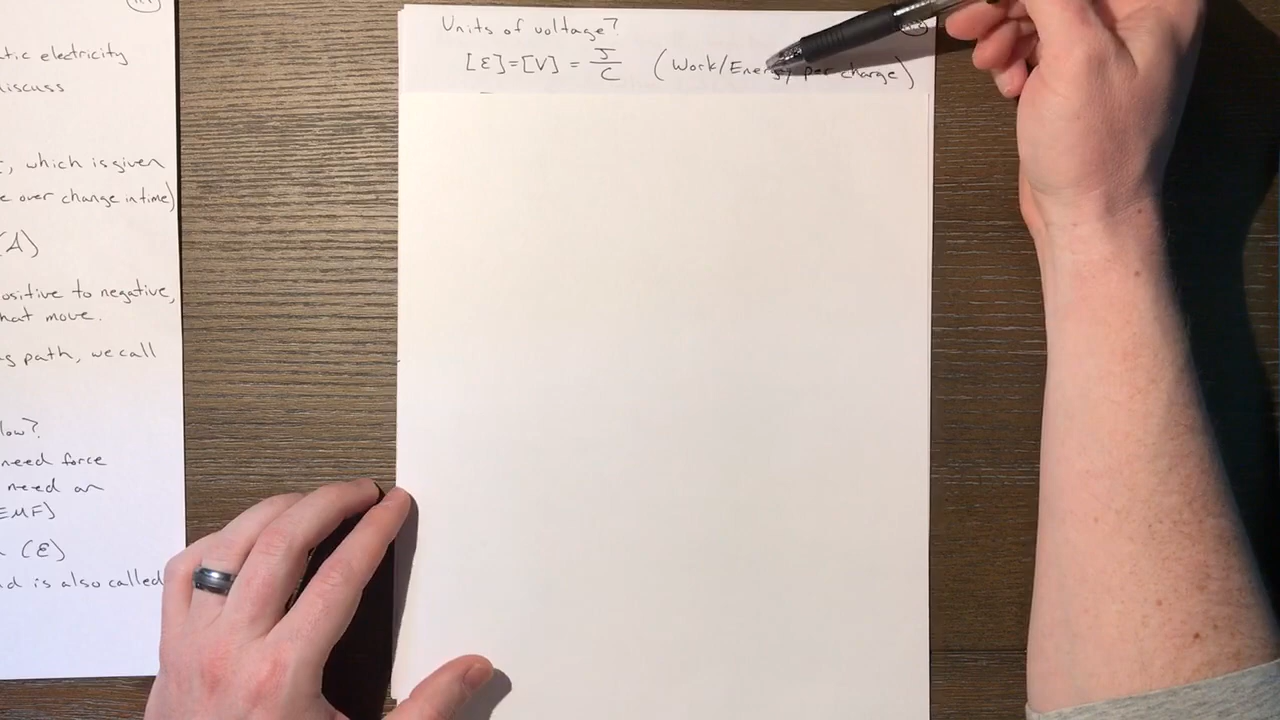 tic electricity
iscuss
, which is given
e over change in time)
(A)
ositive to negative,
hat move.
g path, we call
low?
need force
need an
EMF)
(ε)
d is also called
Units of voltage?
[ε]=[V] = J/C (Work/Energy per charge)